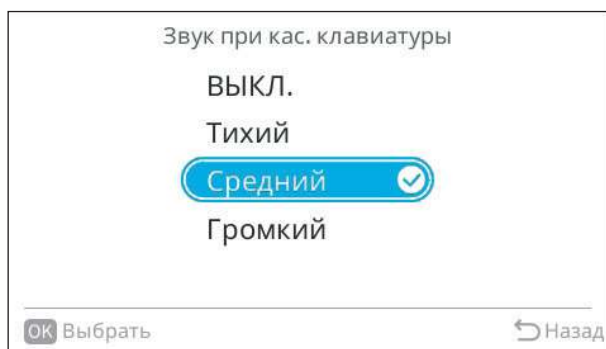 Звук при кас. клавиатуры
ВЫКЛ.
Тихий
Средний
Громкий
OK Выбрать
Назад